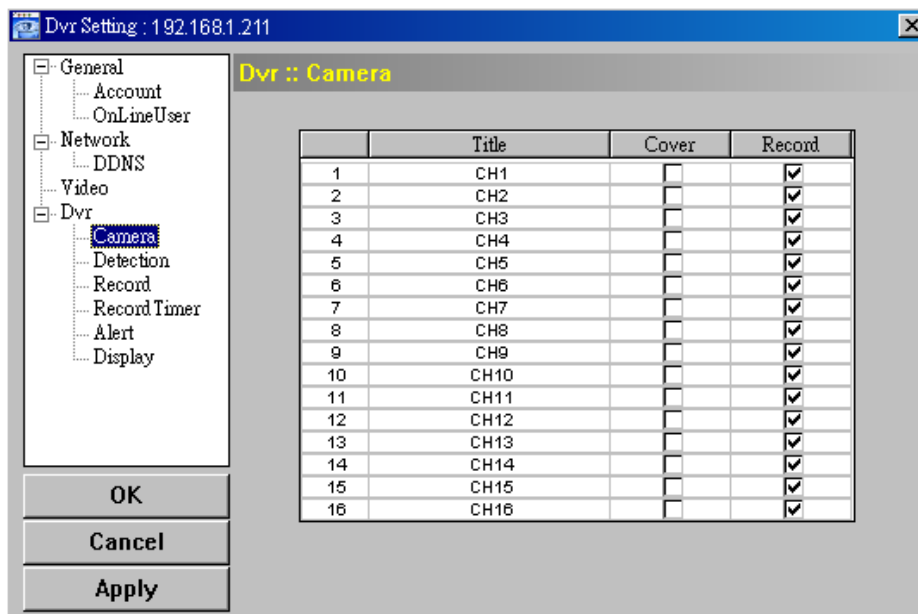 Dvr Setting : 192.168.1.211
General
Account
OnLineUser
Network
DDNS
Video
Dvr
Camera
Detection
Record
Record Timer
Alert
Display
OK
Cancel
Apply
Dvr :: Camera
Title Cover Record
1 CH1
2 CH2
3 CH3
4 CH4
5 CH5
6 CH6
7 CH7
8 CH8
9 CH9
10 CH10
11 CH11
12 CH12
13 CH13
14 CH14
15 CH15
16 CH16